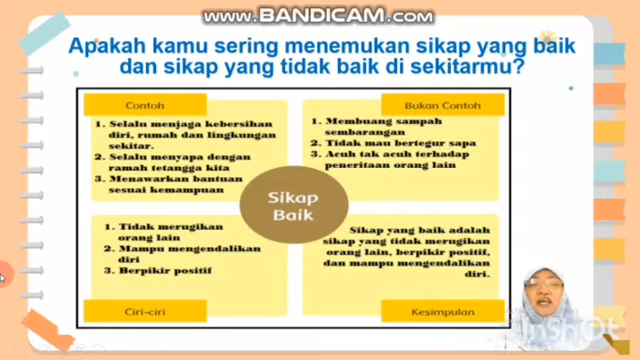 WWW.BANDICAM.COM
Apakah kamu sering menemukan sikap yang baik
dan sikap yang tidak baik di sekitarmu?
Contoh
1. Selalu menjaga kebersihan
diri, rumah dan lingkungan
sekitar.
2. Selalu menyapa dengan
ramah tetangga kita
3. Menawarkan bantuan
sesuai kemampuan
Bukan Contoh
1. Membuang sampah
sembarangan
2. Tidak mau bertegur sapa
3. Acuh tak acuh terhadap
peneritaan orang lain
Sikap
Baik
1. Tidak merugikan
orang lain
2. Mampu mengendalikan
diri
3. Berpikir positif
Ciri-ciri
Sikap yang baik adalah
sikap yang tidak merugikan
orang lain, berpikir positif,
dan mampu mengendalikan
diri.
Kesimpulan
InShOt